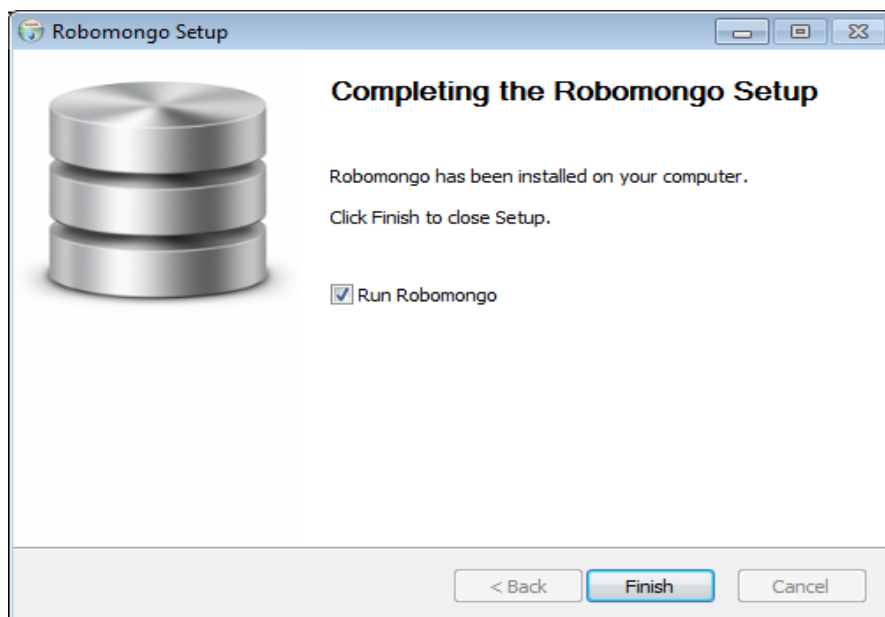 Robomongo Setup
Completing the Robomongo Setup
Robomongo has been installed on your computer.
Click Finish to close Setup.
Run Robomongo
< Back
Finish
Cancel